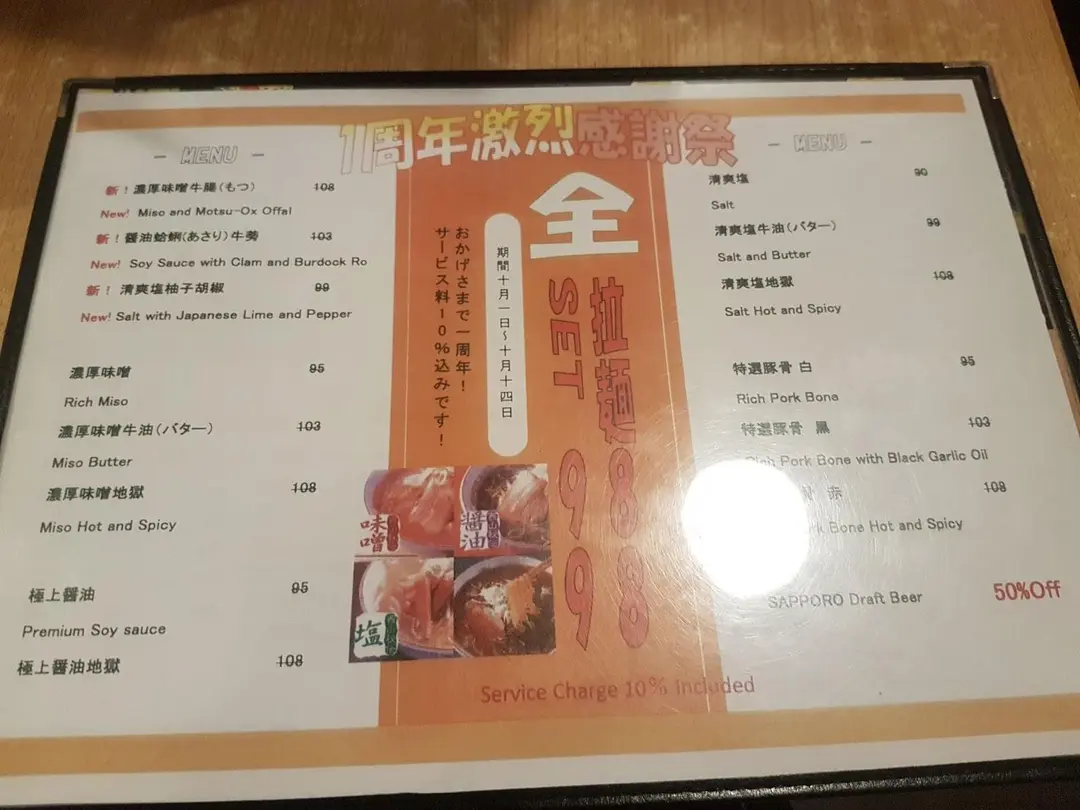 1周年激烈感謝祭
- MENU -
新！濃厚味噌牛腸(もつ) 108
New! Miso and Motsu-Ox Offal
新！醤油蛤蜊(あさり)牛蒡 103
New! Soy Sauce with Clam and Burdock Ro
新！清爽塩柚子胡椒 99
New! Salt with Japanese Lime and Pepper
濃厚味噌 95
Rich Miso
濃厚味噌牛油(バター) 103
Miso Butter
濃厚味噌地獄 108
Miso Hot and Spicy
極上醤油 95
Premium Soy sauce
極上醤油地獄 108
全
拉麺88
SET 99
期間十月一日～十月十四日
おかげさまで一周年！
サービス料10％込みです！
味噌
醤油
塩
Service Charge 10% Included
- MENU -
清爽塩 90
Salt
清爽塩牛油(バター) 99
Salt and Butter
清爽塩地獄 108
Salt Hot and Spicy
特選豚骨 白 95
Rich Pork Bone
特選豚骨 黒 103
Rich Pork Bone with Black Garlic Oil
骨 赤 108
Bone Hot and Spicy
SAPPORO Draft Beer 50%Off